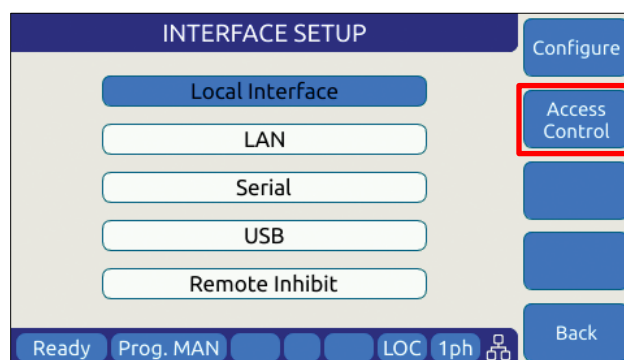 INTERFACE SETUP
Configure
Local Interface
Access
Control
LAN
Serial
USB
Remote Inhibit
Back
Ready Prog. MAN LOC 1ph